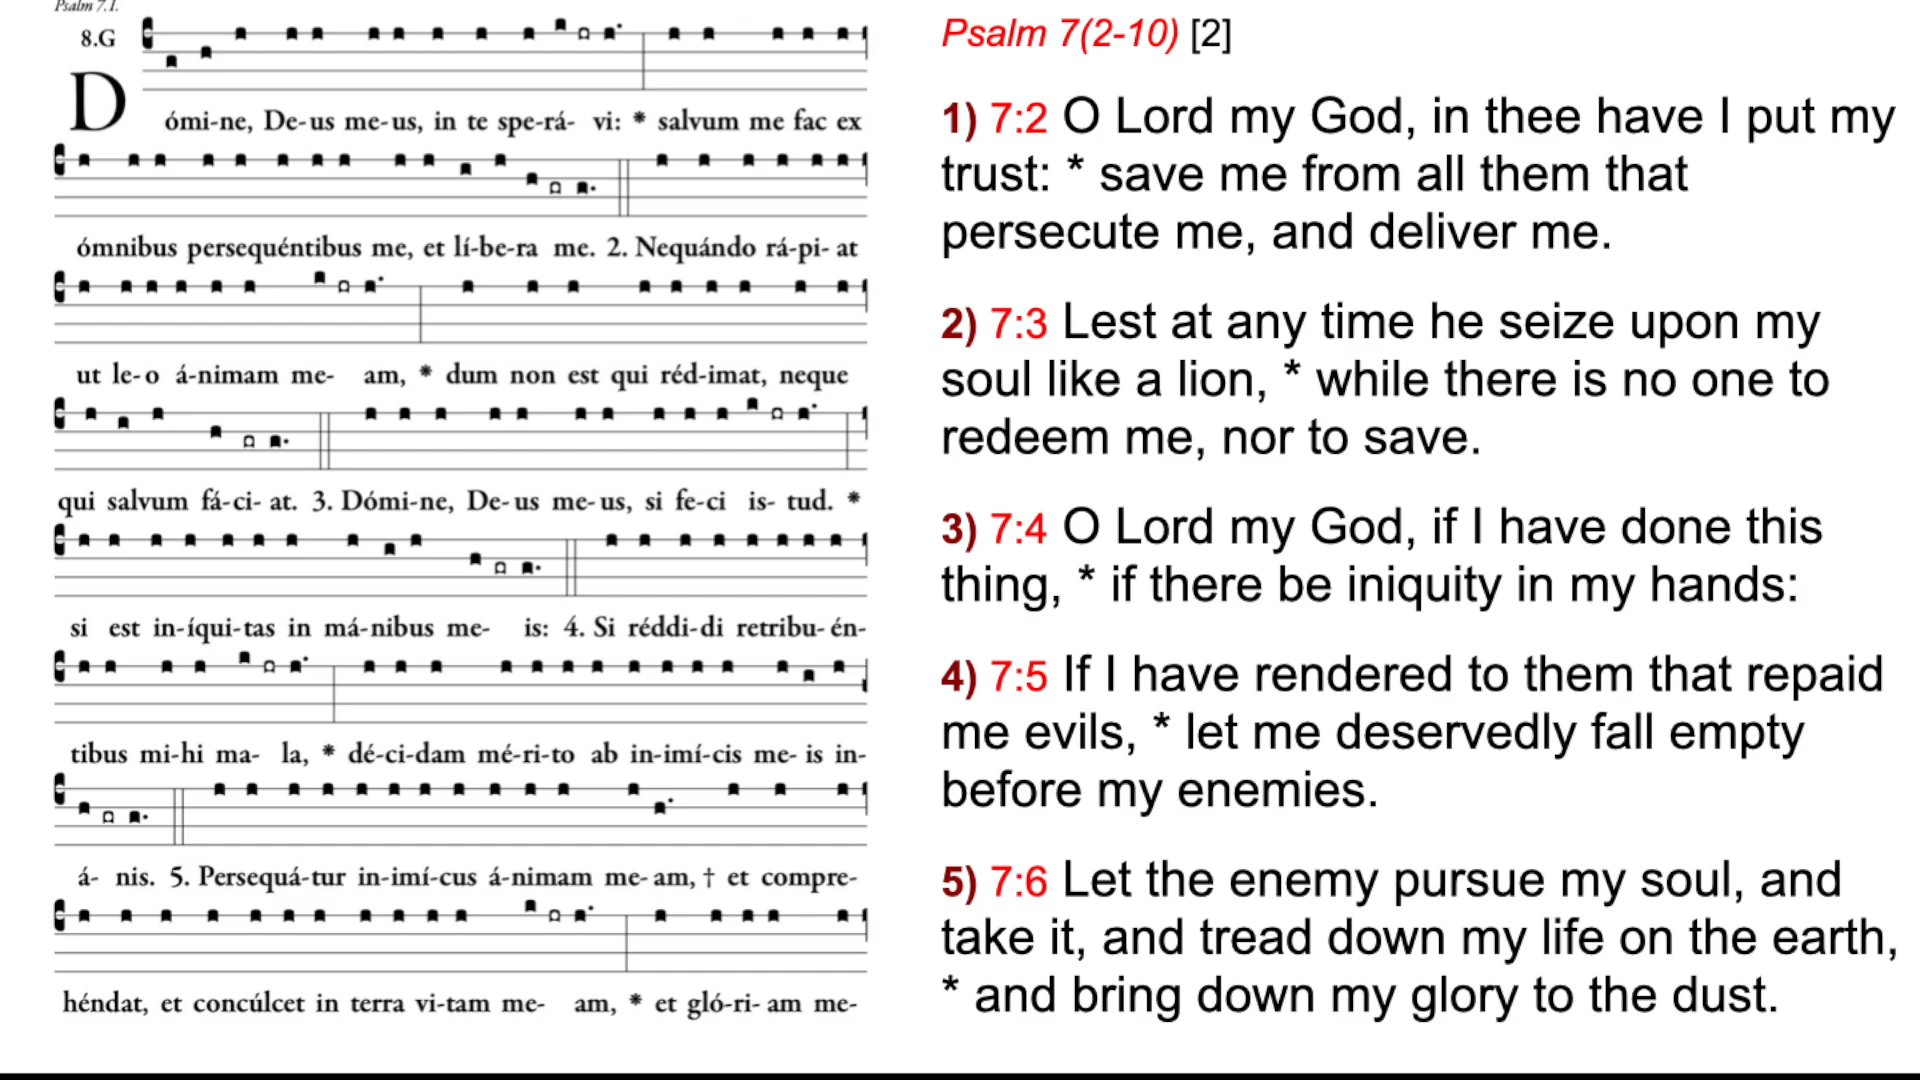 Psalm 7.I.
8.G
Dómi-ne, De-us me-us, in te spe-rá- vi: * salvum me fac ex
ómnibus persequéntibus me, et lí-be-ra me. 2. Nequándo rá-pi- at
ut le-o á-nimam me- am, * dum non est qui réd-imat, neque
qui salvum fá-ci- at. 3. Dómi-ne, De- us me- us, si fe-ci is- tud. *
si est in-íqui-tas in má-nibus me- is: 4. Si réddi-di retribu-én-
tibus mi-hi ma- la, * dé-ci-dam mé-ri-to ab in-imí-cis me- is in-
á- nis. 5. Persequá-tur in-imí-cus á-nimam me- am, † et compre-
héndat, et concúlcet in terra vi-tam me- am, * et gló-ri- am me-
Psalm 7(2-10) [2]
1) 7:2 O Lord my God, in thee have I put my
trust: * save me from all them that
persecute me, and deliver me.
2) 7:3 Lest at any time he seize upon my
soul like a lion, * while there is no one to
redeem me, nor to save.
3) 7:4 O Lord my God, if I have done this
thing, * if there be iniquity in my hands:
4) 7:5 If I have rendered to them that repaid
me evils, * let me deservedly fall empty
before my enemies.
5) 7:6 Let the enemy pursue my soul, and
take it, and tread down my life on the earth,
* and bring down my glory to the dust.